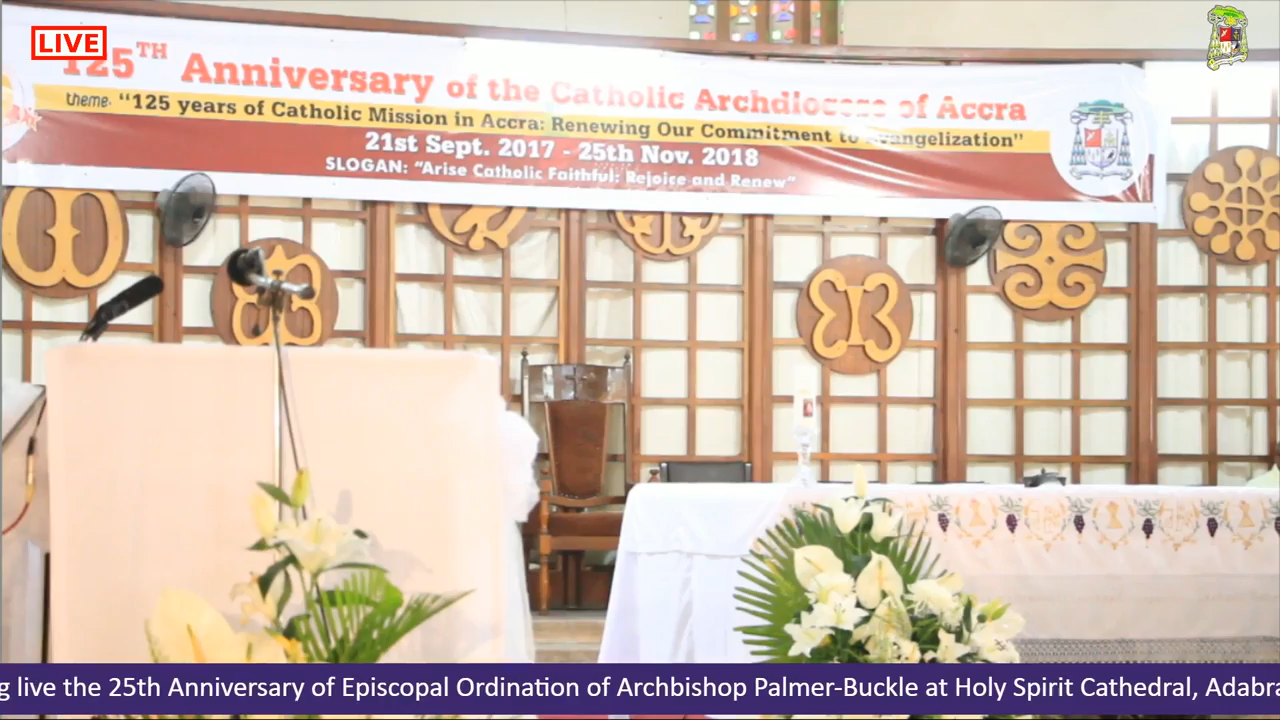 LIVE
125TH Anniversary of the Catholic Archdiocese of Accra
theme: "125 years of Catholic Mission in Accra: Renewing Our Commitment to Evangelization"
21st Sept. 2017 - 25th Nov. 2018
SLOGAN: "Arise Catholic Faithful: Rejoice and Renew"
g live the 25th Anniversary of Episcopal Ordination of Archbishop Palmer-Buckle at Holy Spirit Cathedral, Adabra